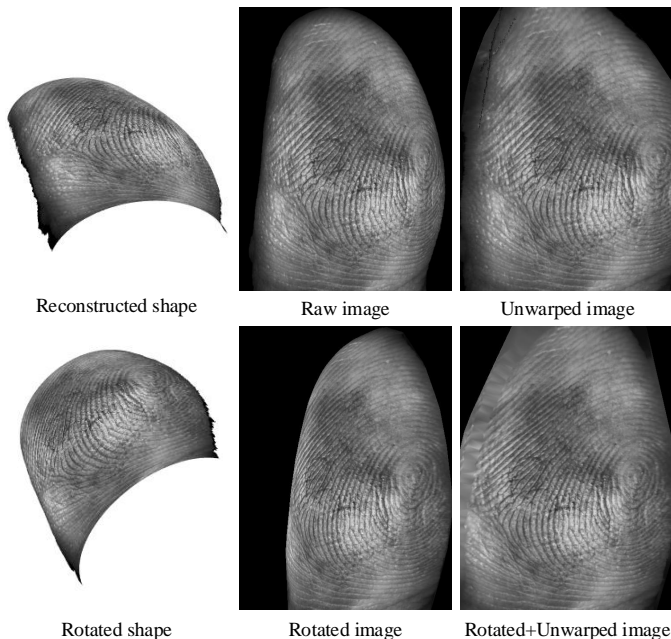 Reconstructed shape
Raw image
Unwarped image
Rotated shape
Rotated image
Rotated+Unwarped image